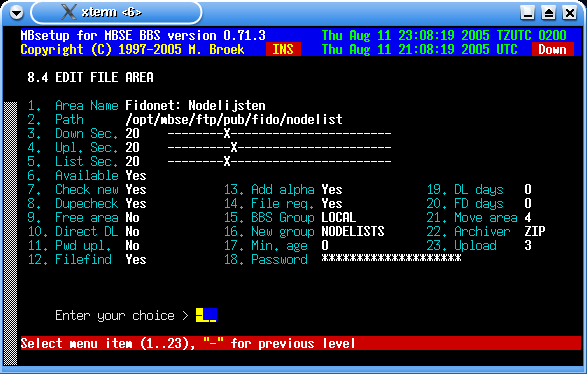 xterm <6>
MBsetup for MBSE BBS version 0.71.3 Thu Aug 11 23:08:19 2005 TZUTC 0200
Copyright (C) 1997-2005 M. Broek INS Thu Aug 11 21:08:19 2005 UTC Down
8.4 EDIT FILE AREA
1. Area Name Fidonet: Nodelijsten
2. Path /opt/mbse/ftp/pub/fido/nodelist
3. Down Sec. 20 --------X-----------------------
4. Upl. Sec. 20 ---------X----------------------
5. List Sec. 20 --------X-----------------------
6. Available Yes
7. Check new Yes 13. Add alpha Yes 19. DL days 0
8. Dupecheck Yes 14. File req. Yes 20. FD days 0
9. Free area No 15. BBS Group LOCAL 21. Move area 4
10. Direct DL No 16. New group NODELISTS 22. Archiver ZIP
11. Pwd upl. No 17. Min. age 0 23. Upload 3
12. Filefind Yes 18. Password ********************
Enter your choice > -
Select menu item (1..23), "-" for previous level